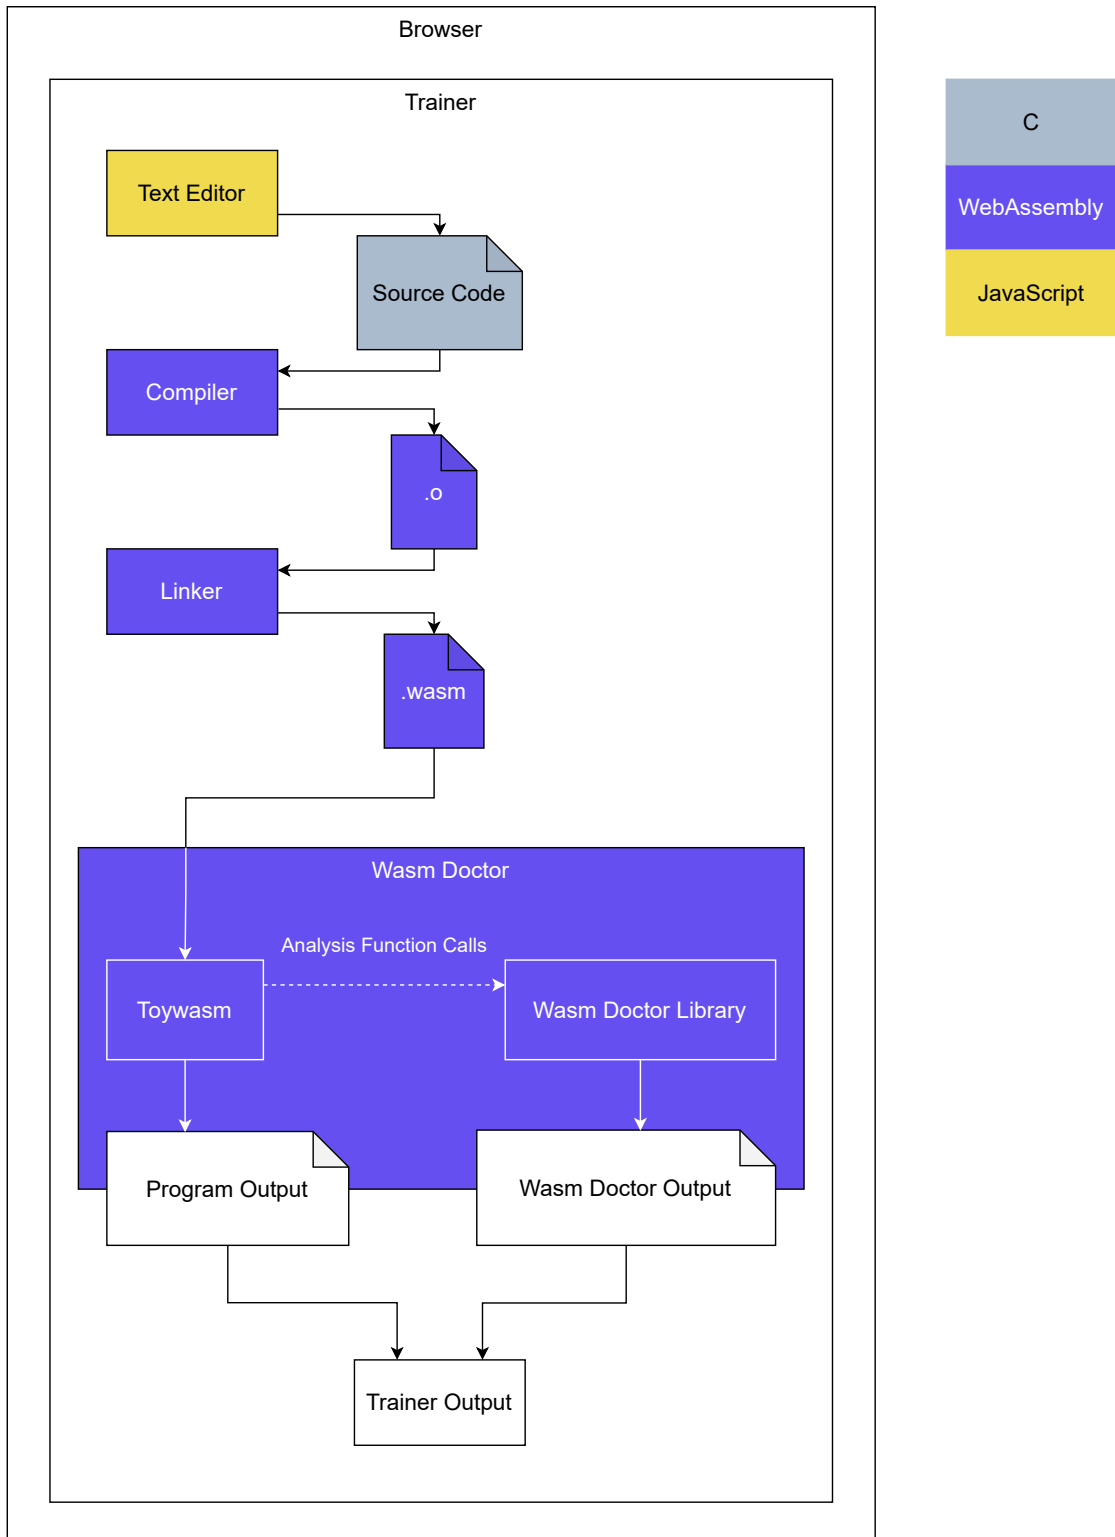 Browser
Trainer
Text Editor
Source Code
Compiler
.o
Linker
.wasm
Wasm Doctor
Analysis Function Calls
Toywasm
Wasm Doctor Library
Program Output
Wasm Doctor Output
Trainer Output
C
WebAssembly
JavaScript